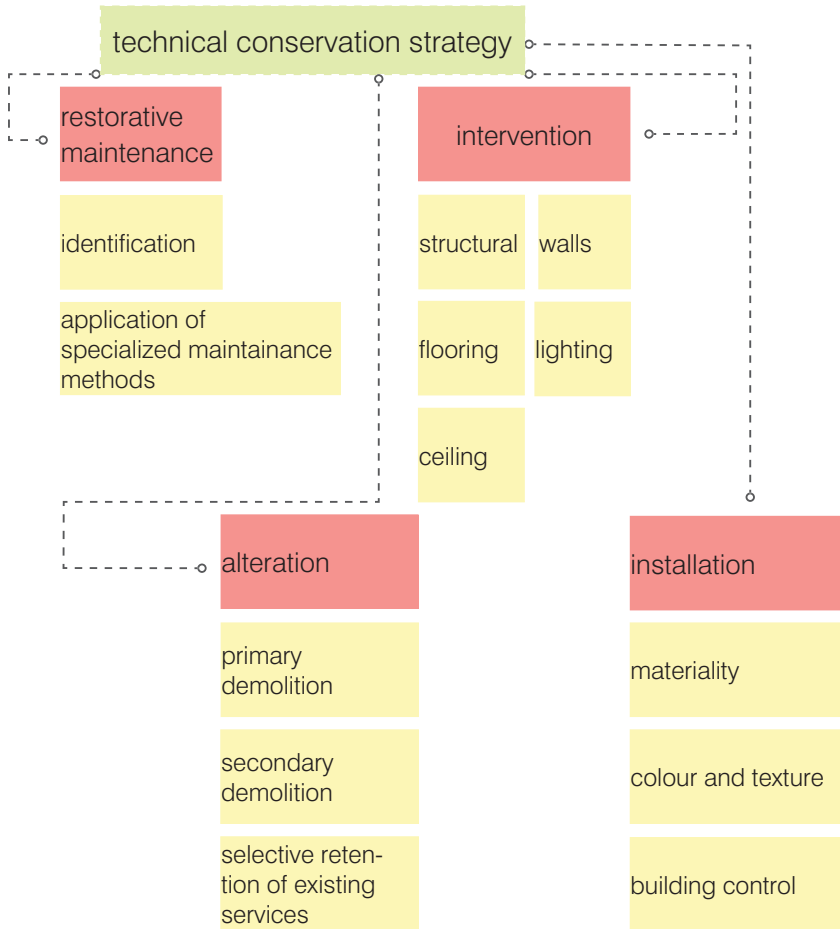 technical conservation strategy
restorative
maintenance
identification
application of
specialized maintainance
methods
intervention
structural
walls
flooring
lighting
ceiling
alteration
primary
demolition
secondary
demolition
selective reten-
tion of existing
services
installation
materiality
colour and texture
building control